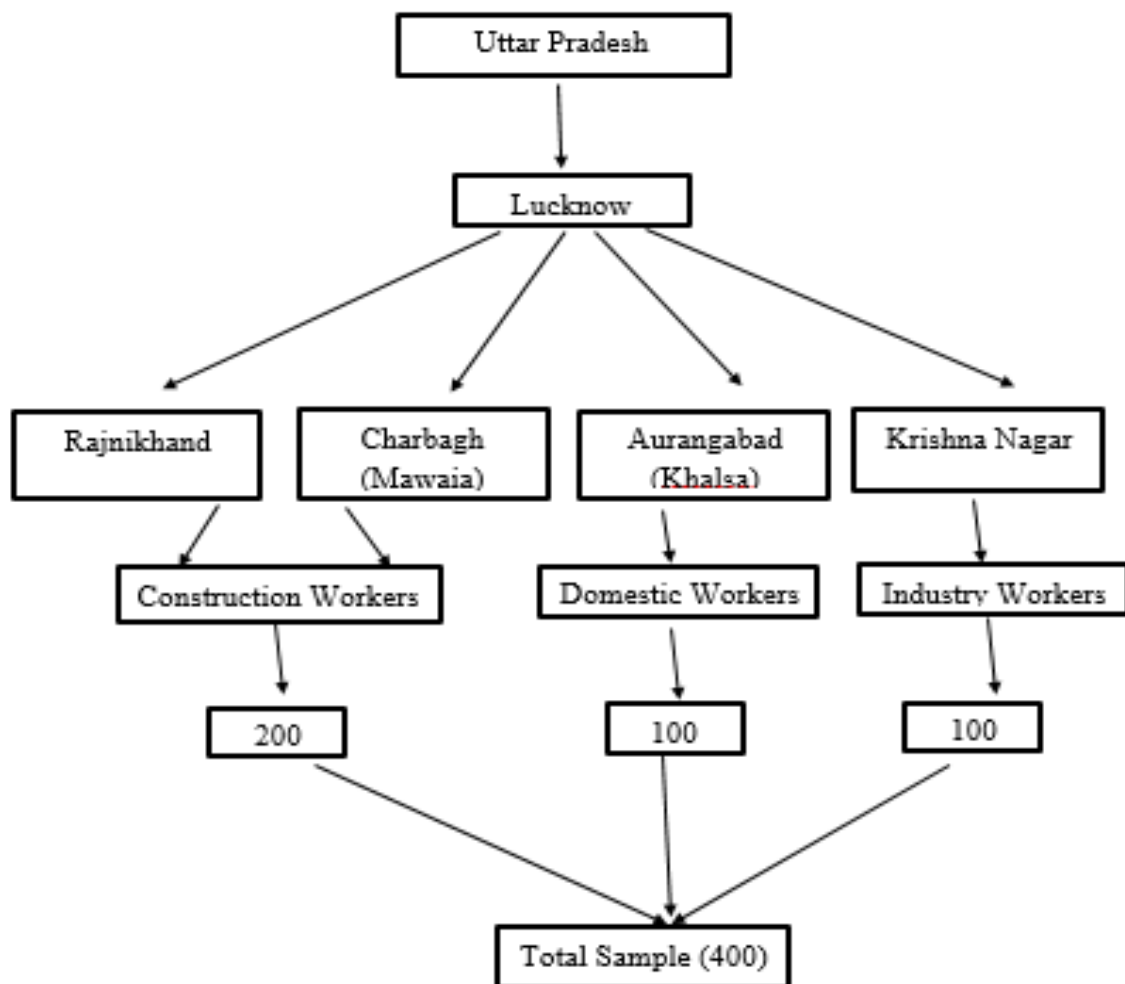 Uttar Pradesh
Lucknow
Rajnikhand
Charbagh
(Mawaia)
Aurangabad
(Khalsa)
Krishna Nagar
Construction Workers
Domestic Workers
Industry Workers
200
100
100
Total Sample (400)